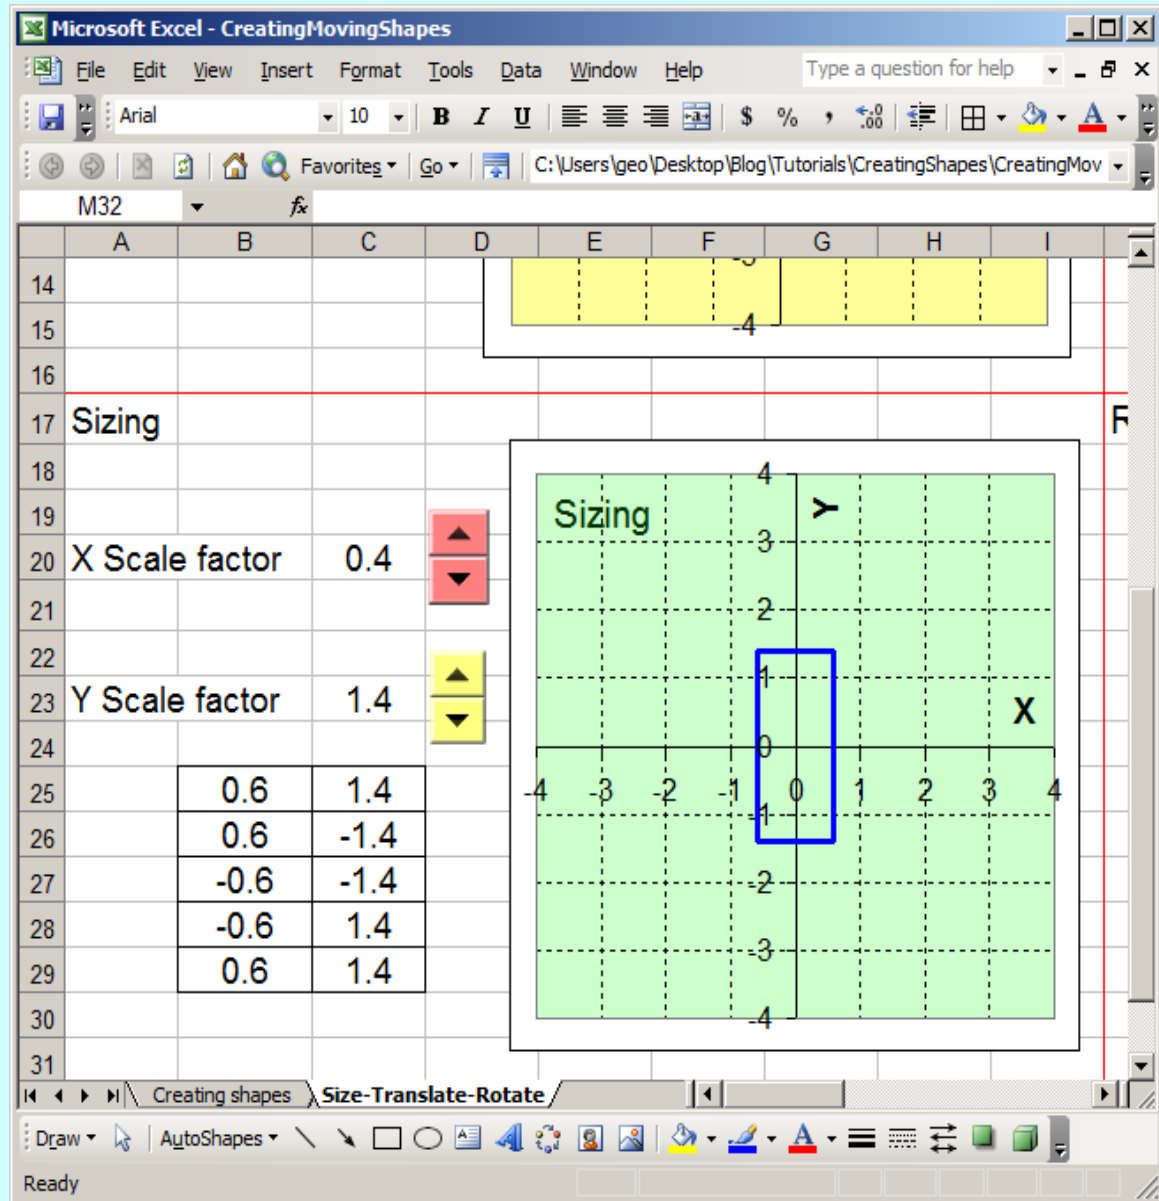 Microsoft Excel - CreatingMovingShapes
File Edit View Insert Format Tools Data Window Help Type a question for help
Arial 10 B I U $ % , .0 .00 A
Favorites Go C:\Users\geo\Desktop\Blog\Tutorials\CreatingShapes\CreatingMov
M32 fx
A B C D E F G H I
14
15 -4
16
17 Sizing R
18 4
19 Sizing Y
20 X Scale factor 0.4 3
21 2
22
23 Y Scale factor 1.4 1 X
24 0
25 0.6 1.4 -4 -3 -2 -1 0 1 2 3 4
26 0.6 -1.4 -1
27 -0.6 -1.4 -2
28 -0.6 1.4
29 0.6 1.4 -3
30 -4
31
Creating shapes Size-Translate-Rotate
Draw AutoShapes A A
Ready